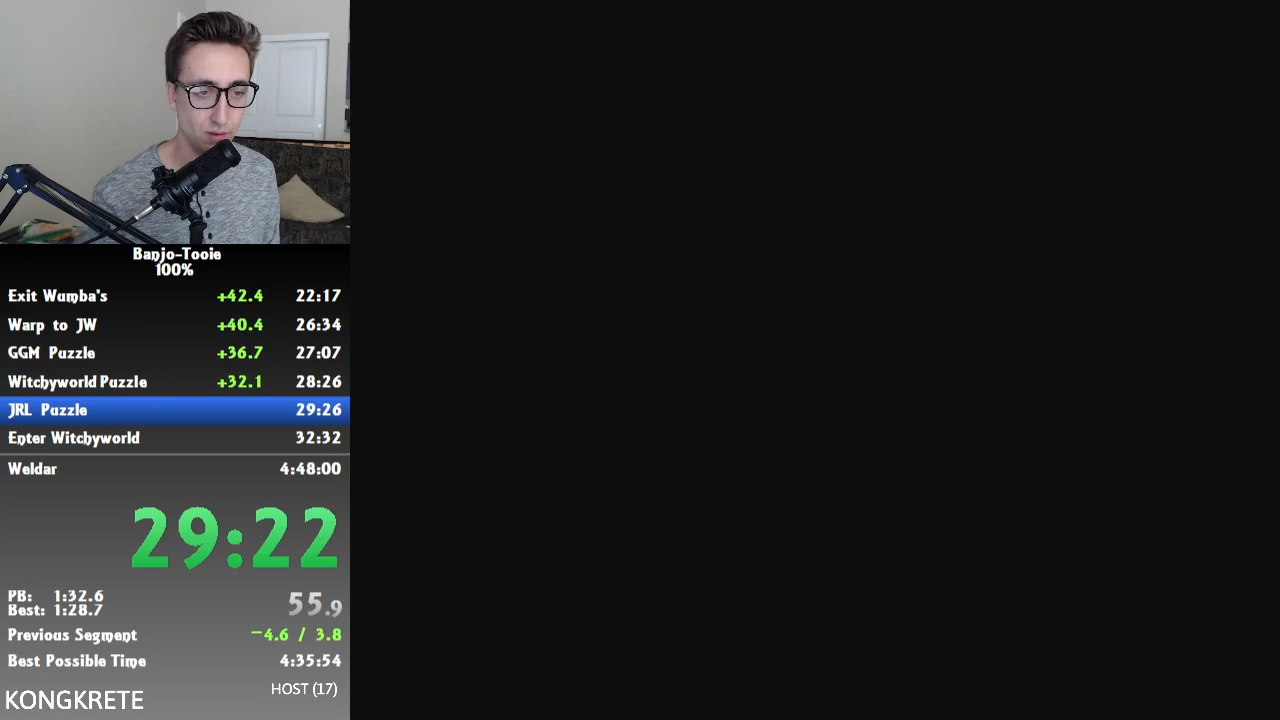 Banjo-Tooie
100%
Exit Wumba's +42.4 22:17
Warp to JW +40.4 26:34
GGM Puzzle +36.7 27:07
Witchyworld Puzzle +32.1 28:26
JRL Puzzle 29:26
Enter Witchyworld 32:32
Weldar 4:48:00
29:22
PB: 1:32.6
Best: 1:28.7
55.9
Previous Segment -4.6 / 3.8
Best Possible Time 4:35:54
KONGKRETE
HOST (17)